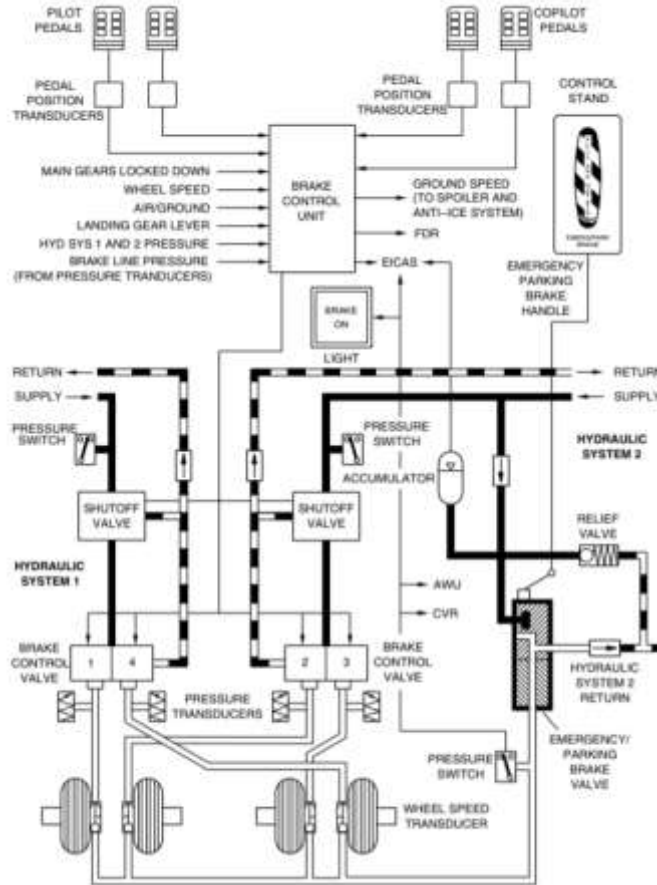 PILOT
PEDALS
COPILOT
PEDALS
PEDAL
POSITION
TRANSDUCERS
PEDAL
POSITION
TRANSDUCERS
CONTROL
STAND
MAIN GEARS LOCKED DOWN
WHEEL SPEED
AIR/GROUND
LANDING GEAR LEVER
HYD SYS 1 AND 2 PRESSURE
BRAKE LINE PRESSURE
(FROM PRESSURE TRANDUCERS)
BRAKE
CONTROL
UNIT
GROUND SPEED
(TO SPOILER AND
ANTI-ICE SYSTEM)
FDR
EICAS
EMERGENCY
PARKING
BRAKE
HANDLE
BRAKE
ON
LIGHT
RETURN
SUPPLY
PRESSURE
SWITCH
RETURN
SUPPLY
PRESSURE
SWITCH
HYDRAULIC
SYSTEM 2
ACCUMULATOR
SHUTOFF
VALVE
SHUTOFF
VALVE
RELIEF
VALVE
HYDRAULIC
SYSTEM 1
AWU
CVR
BRAKE
CONTROL
VALVE
1
4
2
3
BRAKE
CONTROL
VALVE
PRESSURE
TRANSDUCERS
HYDRAULIC
SYSTEM 2
RETURN
PRESSURE
SWITCH
EMERGENCY/
PARKING
BRAKE
VALVE
WHEEL SPEED
TRANSDUCER